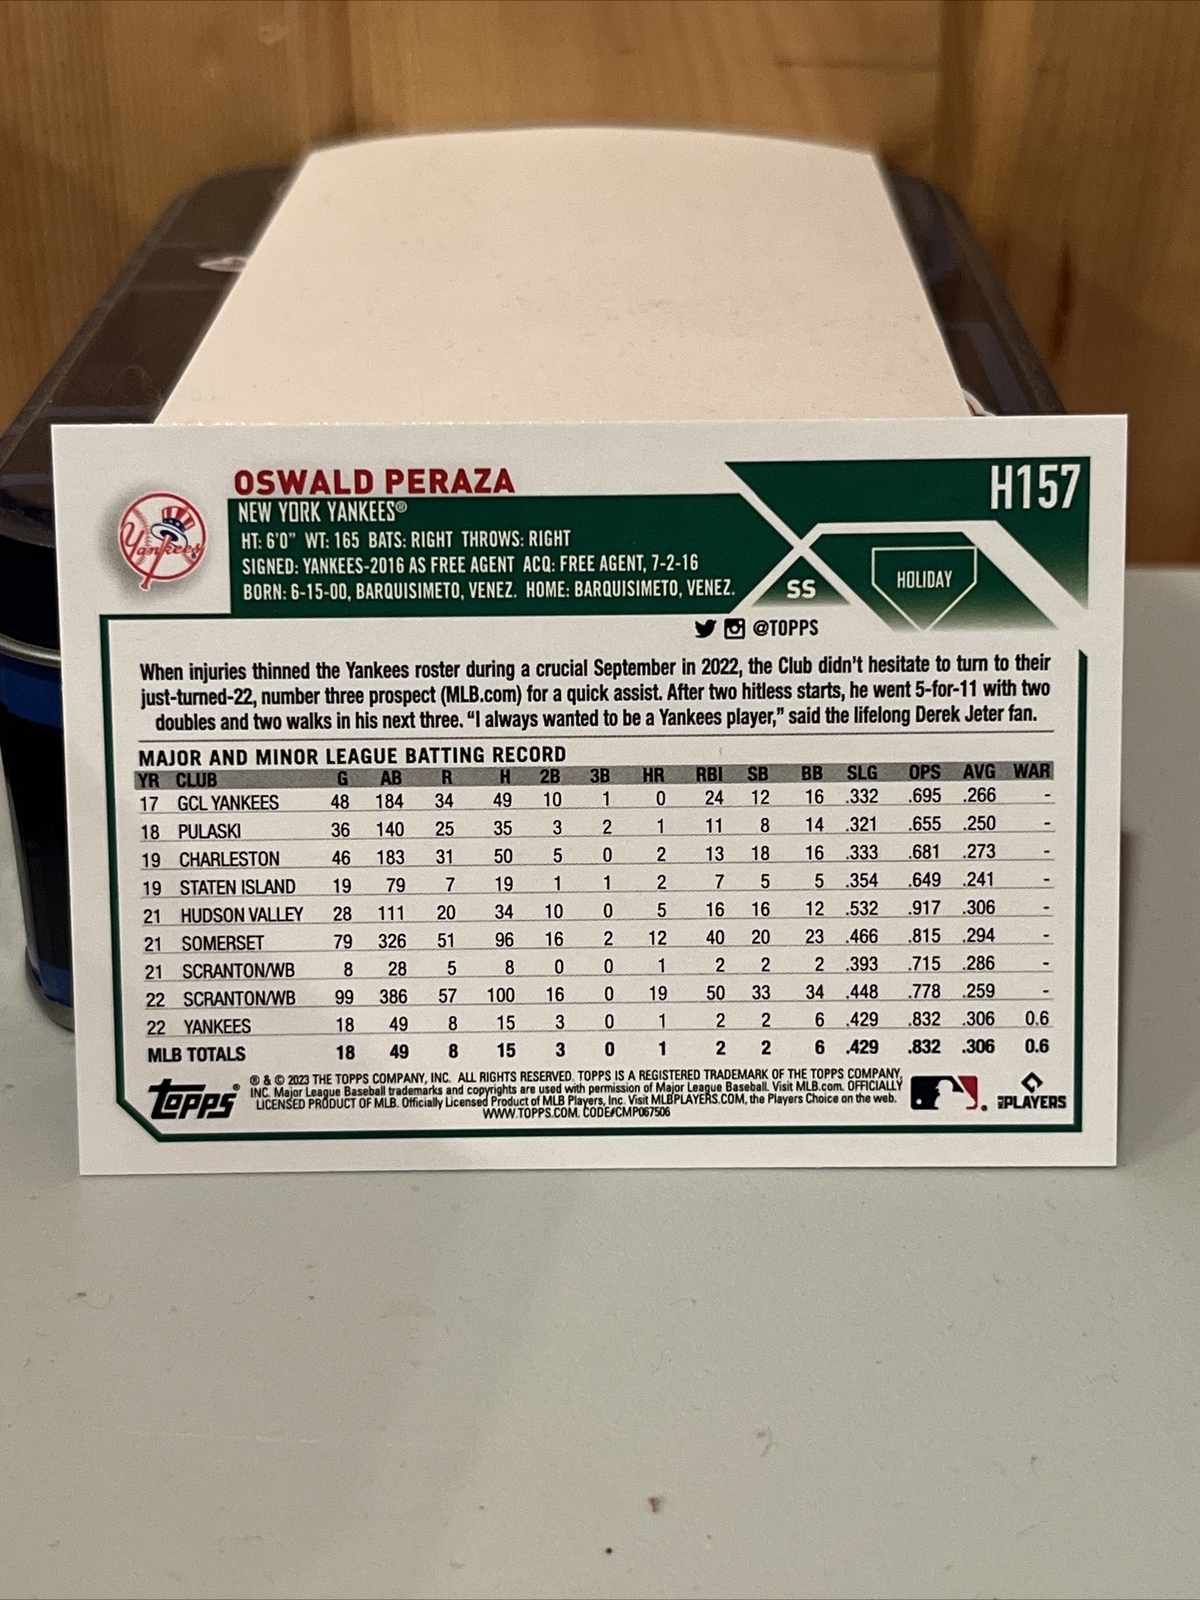 OSWALD PERAZA
H157
Yankees
NEW YORK YANKEES®
HT: 6'0" WT: 165 BATS: RIGHT THROWS: RIGHT
SIGNED: YANKEES-2016 AS FREE AGENT ACQ: FREE AGENT, 7-2-16
BORN: 6-15-00, BARQUISIMETO, VENEZ. HOME: BARQUISIMETO, VENEZ.
SS
HOLIDAY
@TOPPS
When injuries thinned the Yankees roster during a crucial September in 2022, the Club didn't hesitate to turn to their
just-turned-22, number three prospect (MLB.com) for a quick assist. After two hitless starts, he went 5-for-11 with two
doubles and two walks in his next three. “I always wanted to be a Yankees player,” said the lifelong Derek Jeter fan.
MAJOR AND MINOR LEAGUE BATTING RECORD
YR CLUB G AB R H 2B 3B HR RBI SB BB SLG OPS AVG WAR
17 GCL YANKEES 48 184 34 49 10 1 0 24 12 16 .332 .695 .266 -
18 PULASKI 36 140 25 35 3 2 1 11 8 14 .321 .655 .250 -
19 CHARLESTON 46 183 31 50 5 0 2 13 18 16 .333 .681 .273 -
19 STATEN ISLAND 19 79 7 19 1 1 2 7 5 5 .354 .649 .241 -
21 HUDSON VALLEY 28 111 20 34 10 0 5 16 16 12 .532 .917 .306 -
21 SOMERSET 79 326 51 96 16 2 12 40 20 23 .466 .815 .294 -
21 SCRANTON/WB 8 28 5 8 0 0 1 2 2 2 .393 .715 .286 -
22 SCRANTON/WB 99 386 57 100 16 0 19 50 33 34 .448 .778 .259 -
22 YANKEES 18 49 8 15 3 0 1 2 2 6 .429 .832 .306 0.6
MLB TOTALS 18 49 8 15 3 0 1 2 2 6 .429 .832 .306 0.6
topps®
® & © 2023 THE TOPPS COMPANY, INC. ALL RIGHTS RESERVED. TOPPS IS A REGISTERED TRADEMARK OF THE TOPPS COMPANY,
INC. Major League Baseball trademarks and copyrights are used with permission of Major League Baseball. Visit MLB.com. OFFICIALLY
LICENSED PRODUCT OF MLB. Officially Licensed Product of MLB Players, Inc. Visit MLBPLAYERS.COM, the Players Choice on the web.
WWW.TOPPS.COM. CODE#CMP067506
MLB PLAYERS